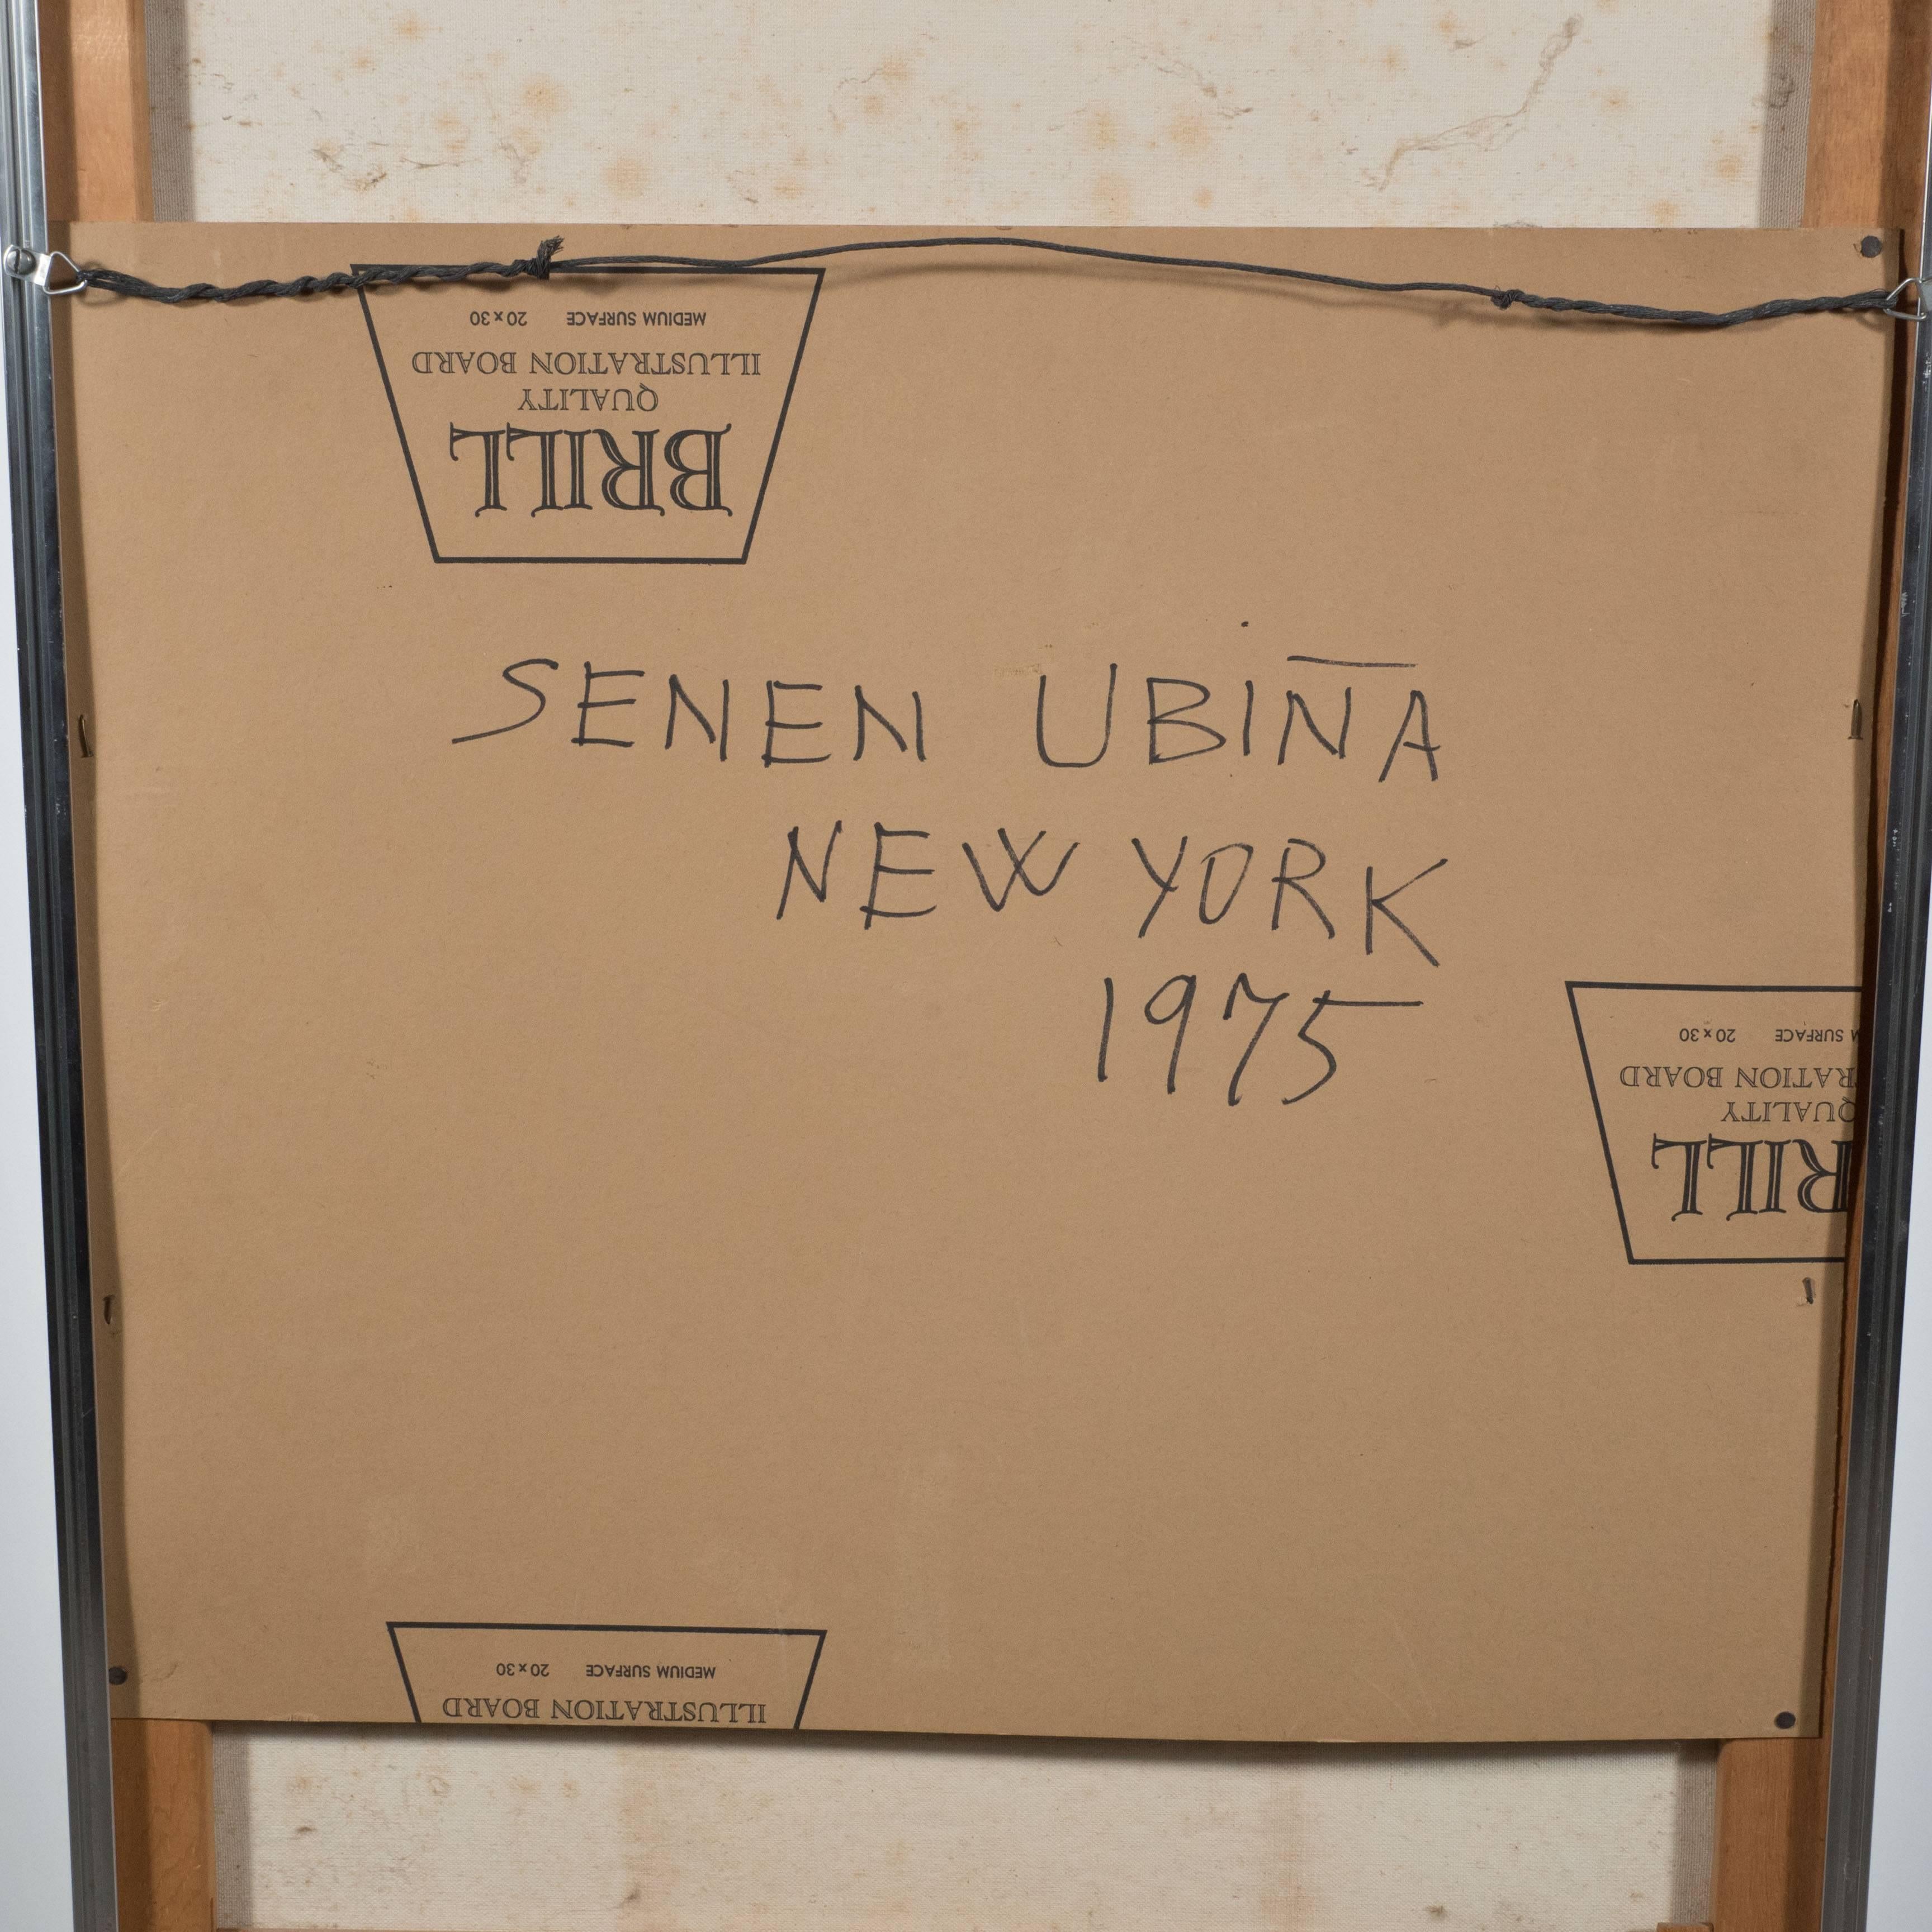 MEDIUM SURFACE 20 x 30
ILLUSTRATION BOARD
QUALITY
BRILL
SENEN UBIÑA
NEW YORK
1975
M SURFACE 20 x 30
RATION BOARD
QUALITY
RILL
MEDIUM SURFACE 20 x 30
ILLUSTRATION BOARD